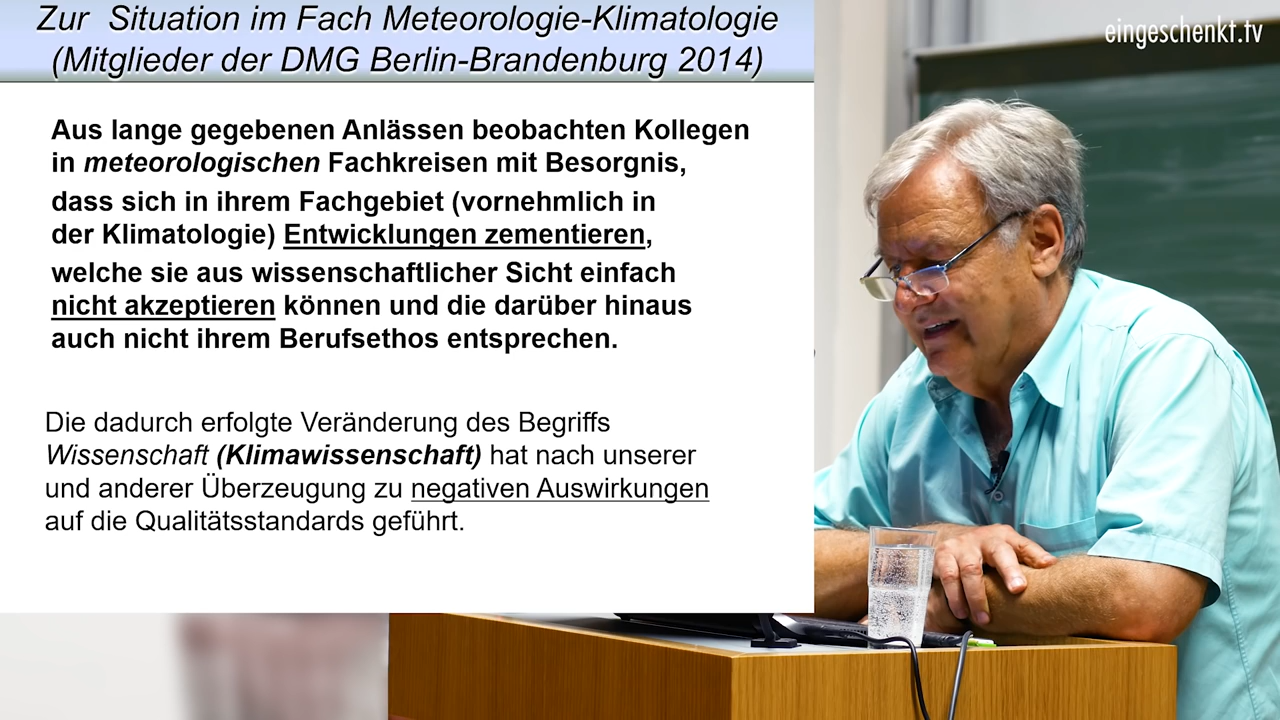 Zur Situation im Fach Meteorologie-Klimatologie
(Mitglieder der DMG Berlin-Brandenburg 2014)
eingeschenkt.tv
Aus lange gegebenen Anlässen beobachten Kollegen
in meteorologischen Fachkreisen mit Besorgnis,
dass sich in ihrem Fachgebiet (vornehmlich in
der Klimatologie) Entwicklungen zementieren,
welche sie aus wissenschaftlicher Sicht einfach
nicht akzeptieren können und die darüber hinaus
auch nicht ihrem Berufsethos entsprechen.
Die dadurch erfolgte Veränderung des Begriffs
Wissenschaft (Klimawissenschaft) hat nach unserer
und anderer Überzeugung zu negativen Auswirkungen
auf die Qualitätsstandards geführt.